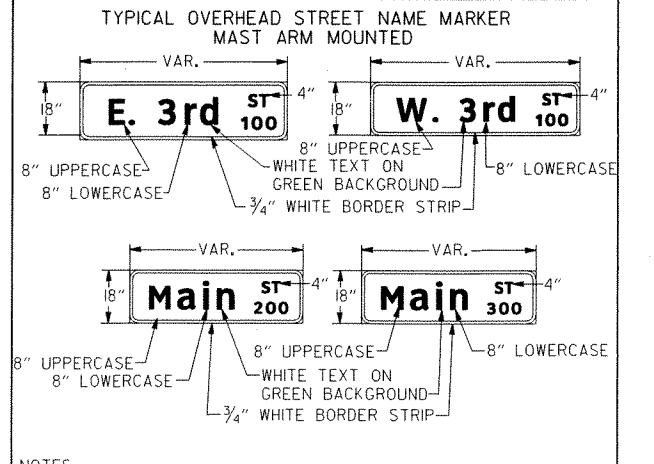 TYPICAL OVERHEAD STREET NAME MARKER
MAST ARM MOUNTED
VAR.
VAR.
18"
E. 3rd
ST
100
4"
18"
W. 3rd
ST
100
4"
8" UPPERCASE
8" LOWERCASE
WHITE TEXT ON
GREEN BACKGROUND
3/4" WHITE BORDER STRIP
8" UPPERCASE
8" LOWERCASE
VAR.
VAR.
18"
Main
ST
200
4"
18"
Main
ST
300
4"
8" UPPERCASE
8" LOWERCASE
WHITE TEXT ON
GREEN BACKGROUND
3/4" WHITE BORDER STRIP
8" UPPERCASE
8" LOWERCASE
NOTES